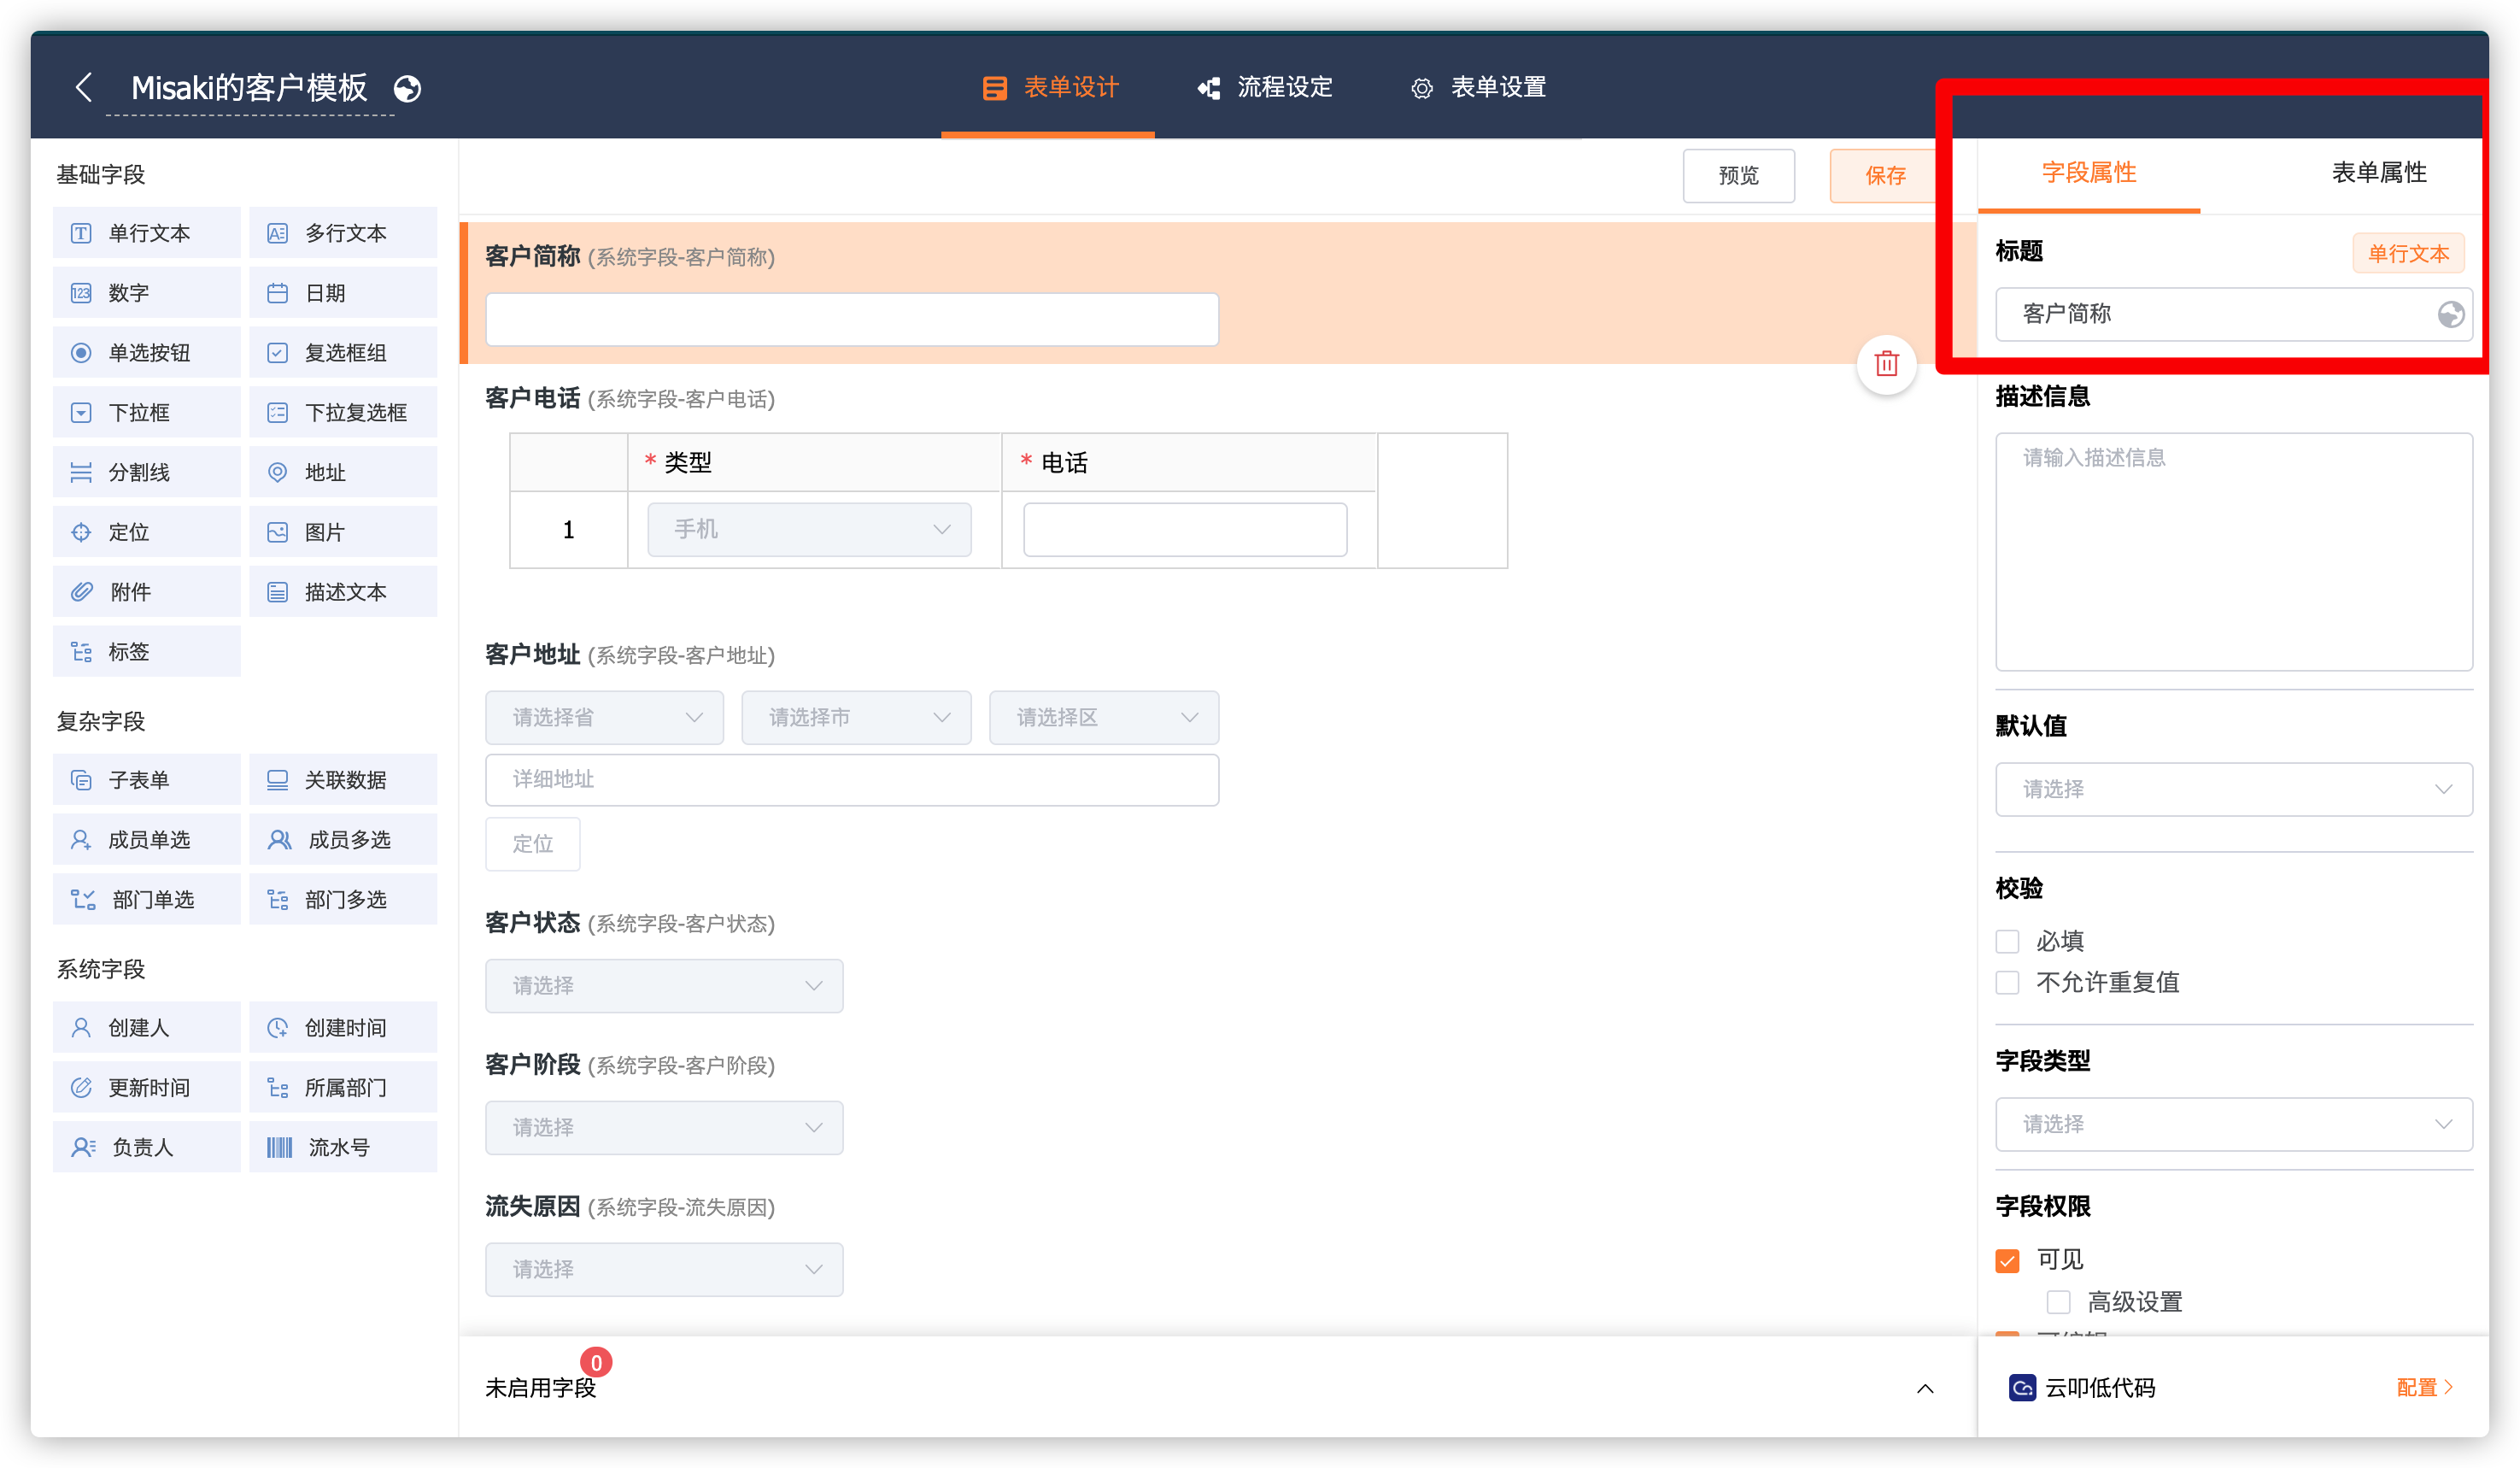 Misaki的客户模板
表单设计
流程设定
表单设置
基础字段
单行文本
多行文本
数字
日期
单选按钮
复选框组
下拉框
下拉复选框
分割线
地址
定位
图片
附件
描述文本
标签
复杂字段
子表单
关联数据
成员单选
成员多选
部门单选
部门多选
系统字段
创建人
创建时间
更新时间
所属部门
负责人
流水号
预览
保存
客户简称 (系统字段-客户简称)
客户电话 (系统字段-客户电话)
* 类型
* 电话
1
手机
客户地址 (系统字段-客户地址)
请选择省
请选择市
请选择区
详细地址
定位
客户状态 (系统字段-客户状态)
请选择
客户阶段 (系统字段-客户阶段)
请选择
流失原因 (系统字段-流失原因)
请选择
未启用字段
0
字段属性
表单属性
标题
单行文本
客户简称
描述信息
请输入描述信息
默认值
请选择
校验
必填
不允许重复值
字段类型
请选择
字段权限
可见
高级设置
云叩低代码
配置